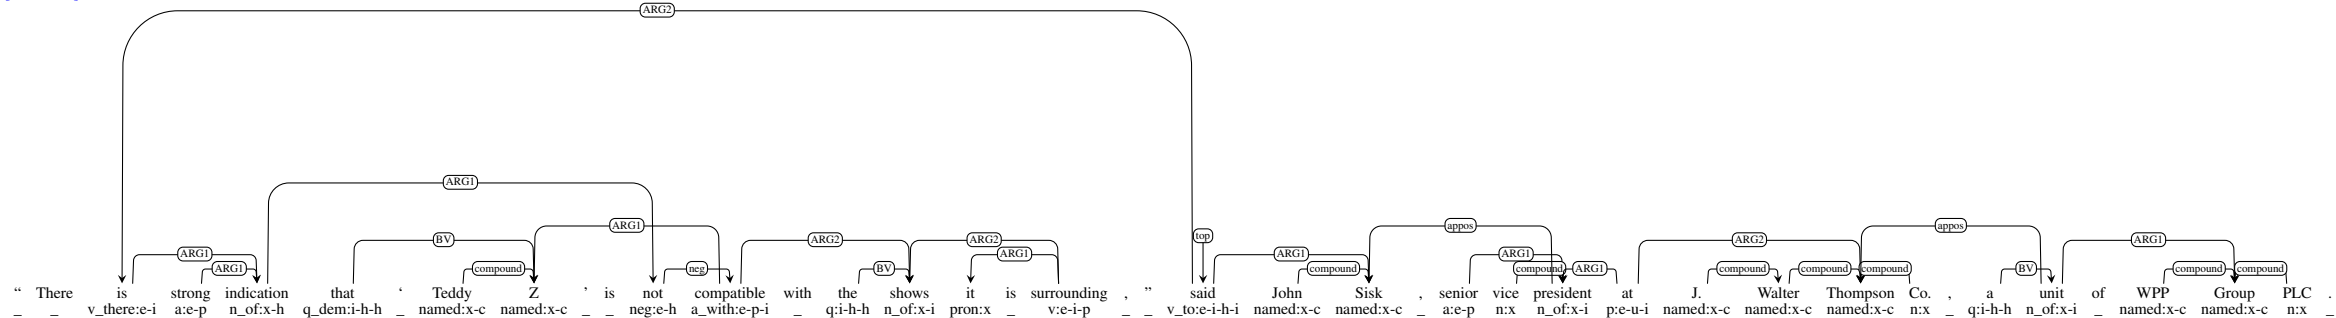 ARG2
ARG1
ARG1 appos appos
BV ARG2 ARG2 top ARG2 ARG1
ARG1 ARG1 ARG1 ARG1
ARG1 compound neg BV compound compound ARG1 compound compound compound BV compound compound
“ There is strong indication that ‘ Teddy Z ’ is not compatible with the shows it is surrounding , ” said John Sisk , senior vice president at J. Walter Thompson Co. , a unit of WPP Group PLC .
_ _ v_there:e-i a:e-p n_of:x-h q_dem:i-h-h _ named:x-c named:x-c _ _ neg:e-h a_with:e-p-i _ q:i-h-h n_of:x-i pron:x _ v:e-i-p _ _ v_to:e-i-h-i named:x-c named:x-c _ a:e-p n:x n_of:x-i p:e-u-i named:x-c named:x-c named:x-c n:x _ q:i-h-h n_of:x-i _ named:x-c named:x-c n:x _